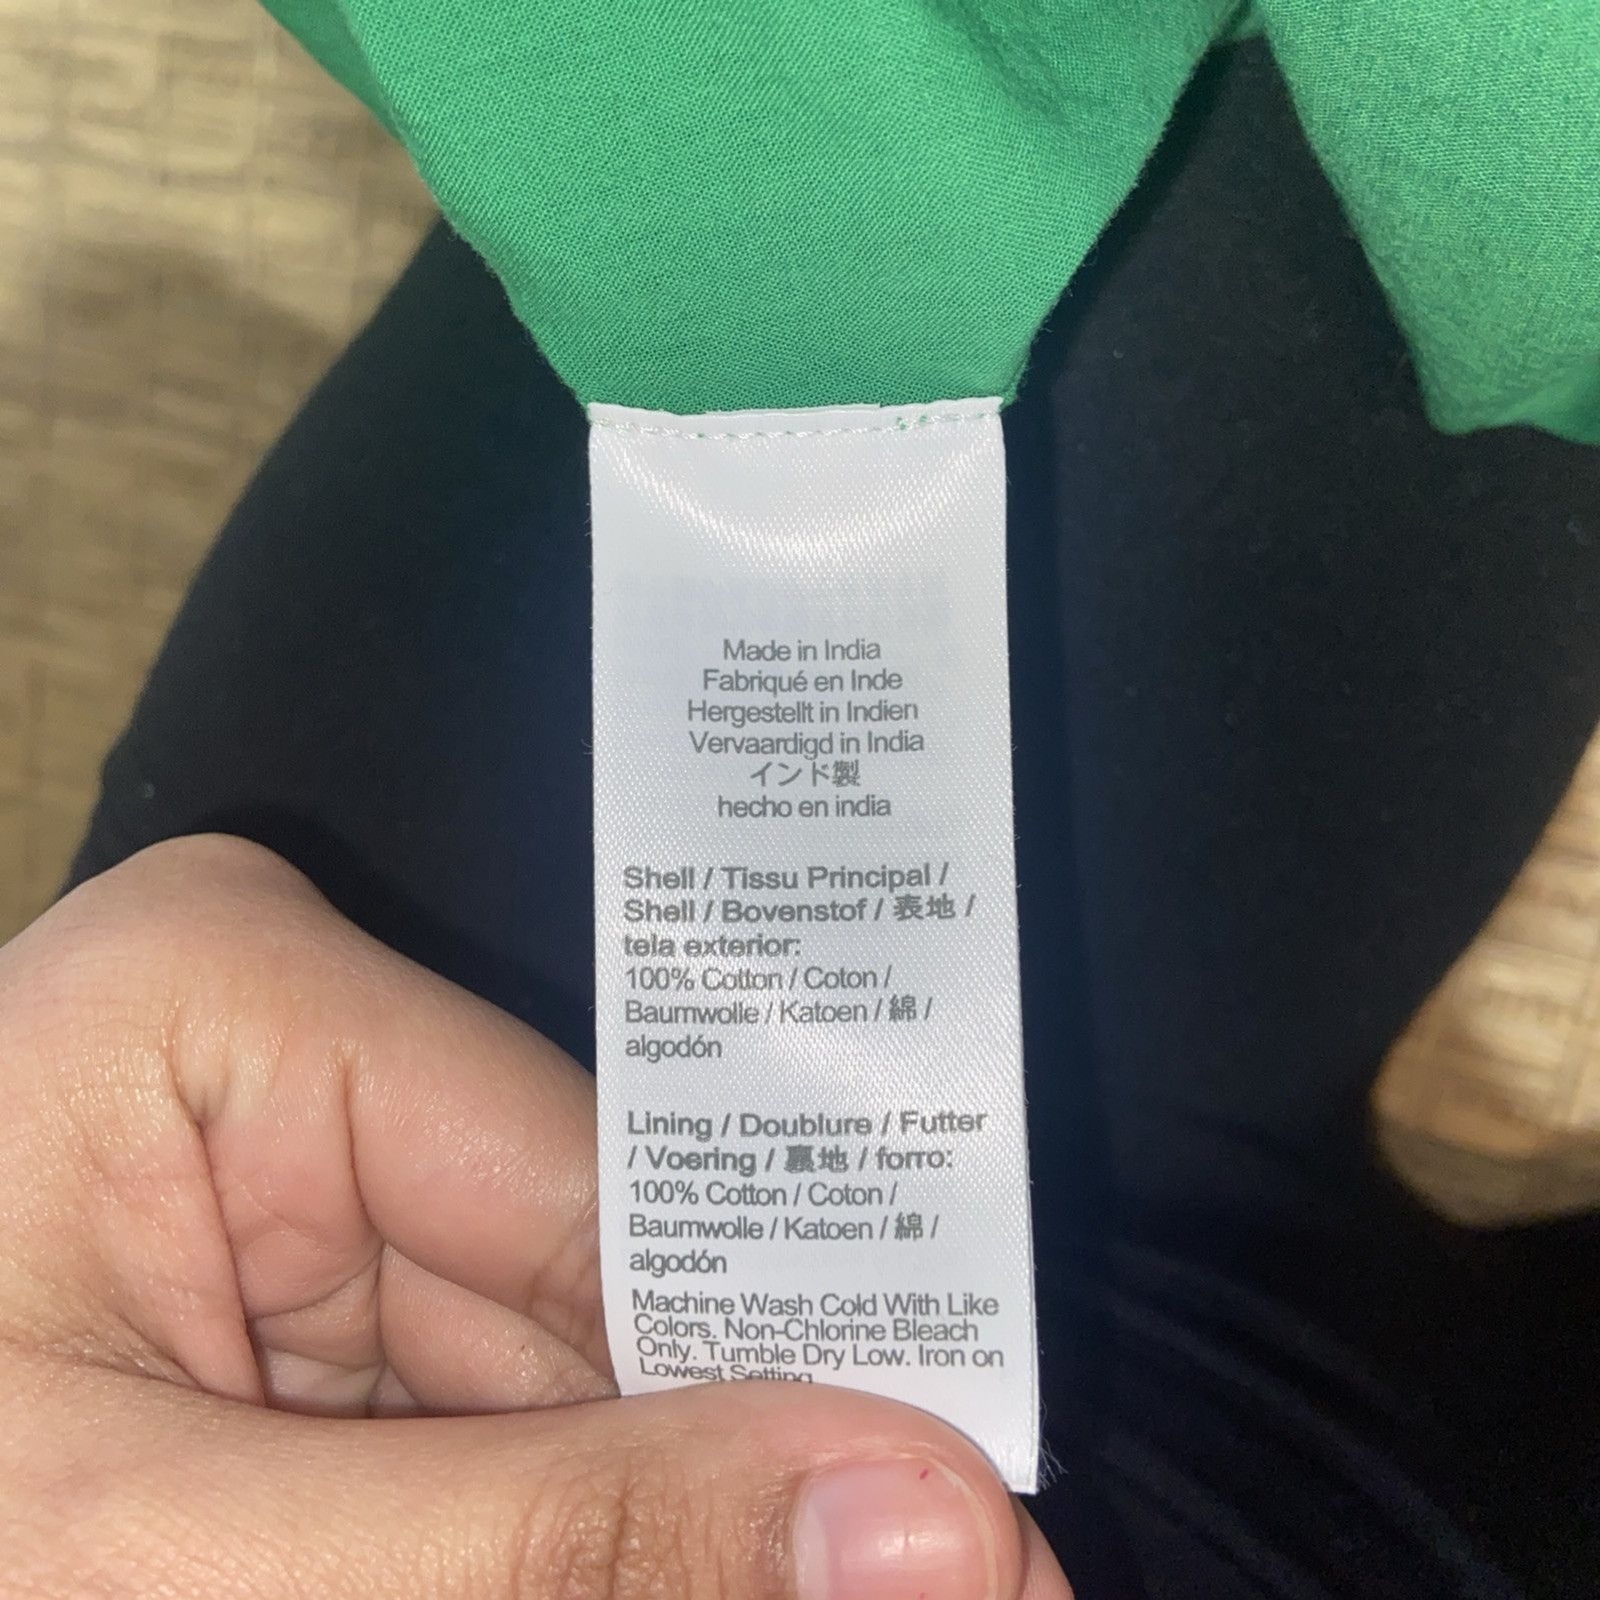 Made in India
Fabriqué en Inde
Hergestellt in Indien
Vervaardigd in India
インド製
hecho en india
Shell / Tissu Principal /
Shell / Bovenstof / 表地 /
tela exterior:
100% Cotton / Coton /
Baumwolle / Katoen / 綿 /
algodón
Lining / Doublure / Futter
/ Voering / 裏地 / forro:
100% Cotton / Coton /
Baumwolle / Katoen / 綿 /
algodón
Machine Wash Cold With Like
Colors. Non-Chlorine Bleach
Only. Tumble Dry Low. Iron on
Lowest Setting